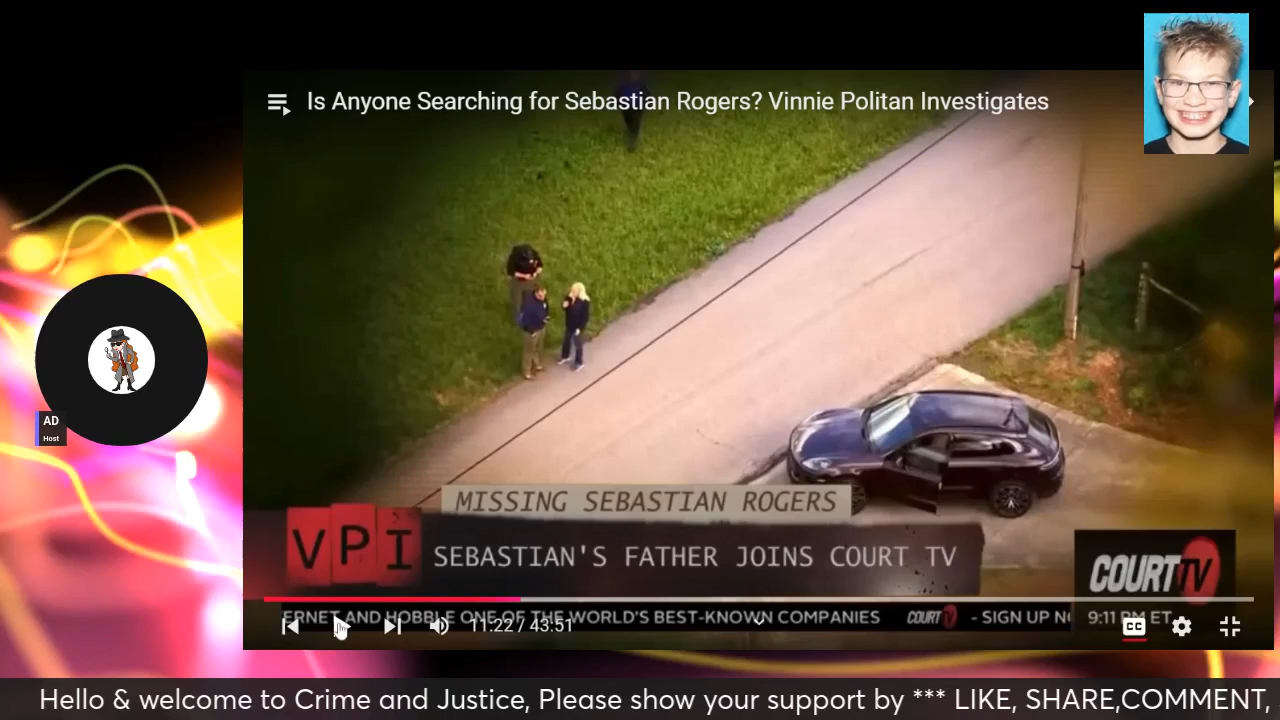 Is Anyone Searching for Sebastian Rogers? Vinnie Politan Investigates
AD
Host
MISSING SEBASTIAN ROGERS
VPI
SEBASTIAN'S FATHER JOINS COURT TV
COURT TV
ERNET AND HOBBLE ONE OF THE WORLD'S BEST-KNOWN COMPANIES COURT TV - SIGN UP N 9:11 PM ET
11:22 / 43:51
CC
Hello & welcome to Crime and Justice, Please show your support by *** LIKE, SHARE,COMMENT,